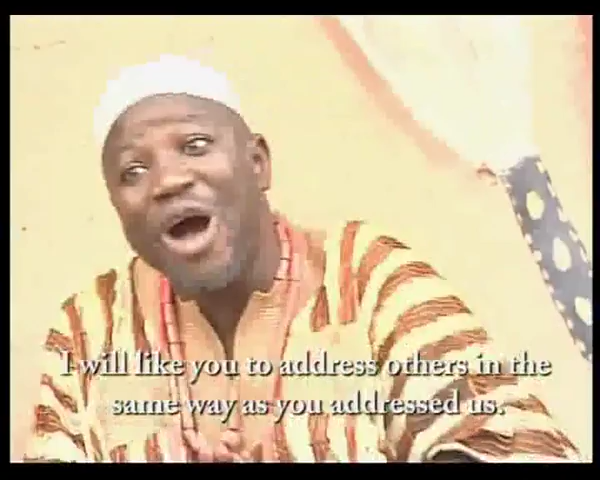 I will like you to address others in the
same way as you addressed us.